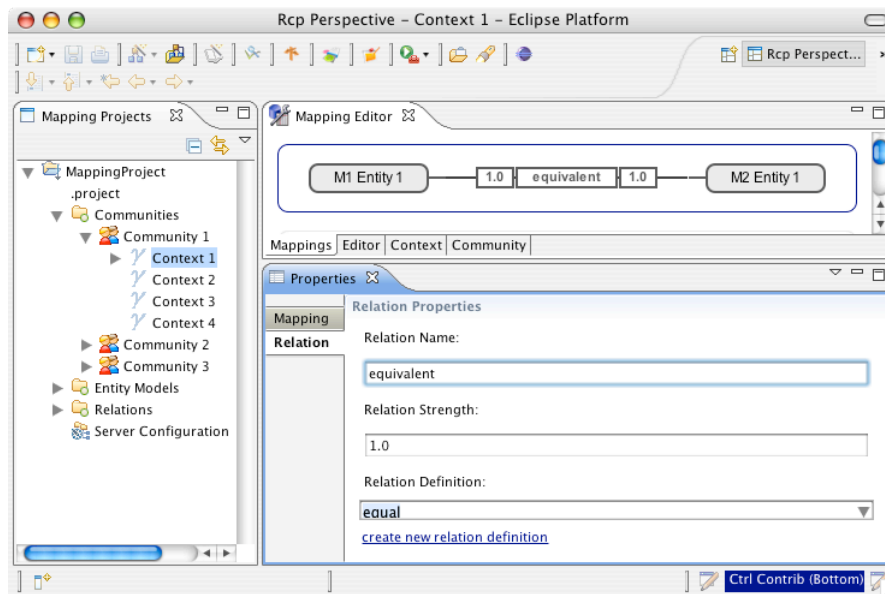 Rcp Perspective – Context 1 – Eclipse Platform
Rcp Perspect...
Mapping Projects
MappingProject
.project
Communities
Community 1
Context 1
Context 2
Context 3
Context 4
Community 2
Community 3
Entity Models
Relations
Server Configuration
Mapping Editor
M1 Entity 1 1.0 equivalent 1.0 M2 Entity 1
Mappings Editor Context Community
Properties
Mapping
Relation
Relation Properties
Relation Name:
equivalent
Relation Strength:
1.0
Relation Definition:
equal
create new relation definition
Ctrl Contrib (Bottom)